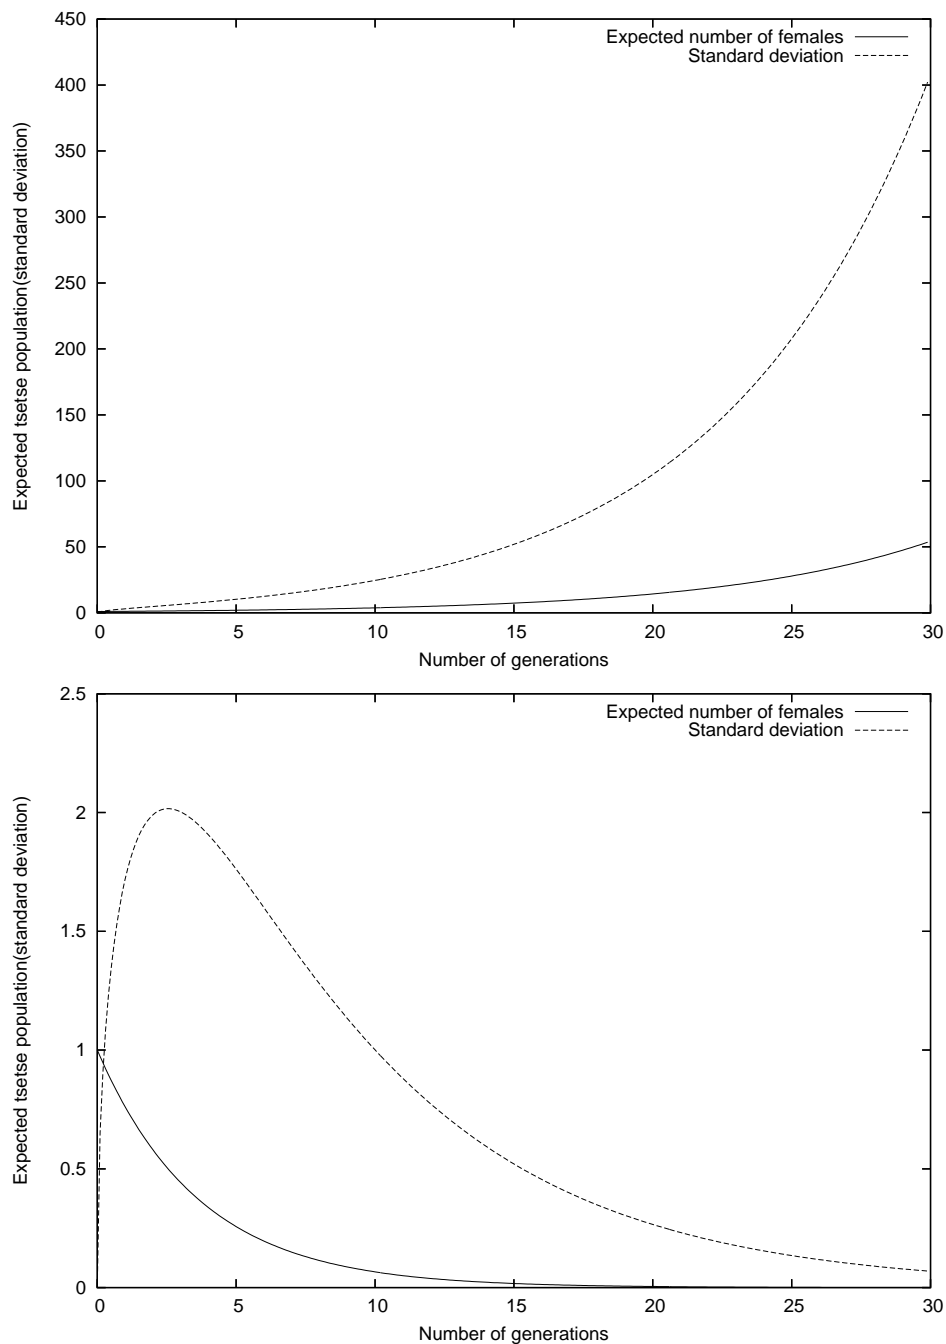 450
400
350
300
250
200
150
100
50
0
0 5 10 15 20 25 30
Expected tsetse population(standard deviation)
Number of generations
Expected number of females
Standard deviation
2.5
2
1.5
1
0.5
0
0 5 10 15 20 25 30
Expected tsetse population(standard deviation)
Number of generations
Expected number of females
Standard deviation